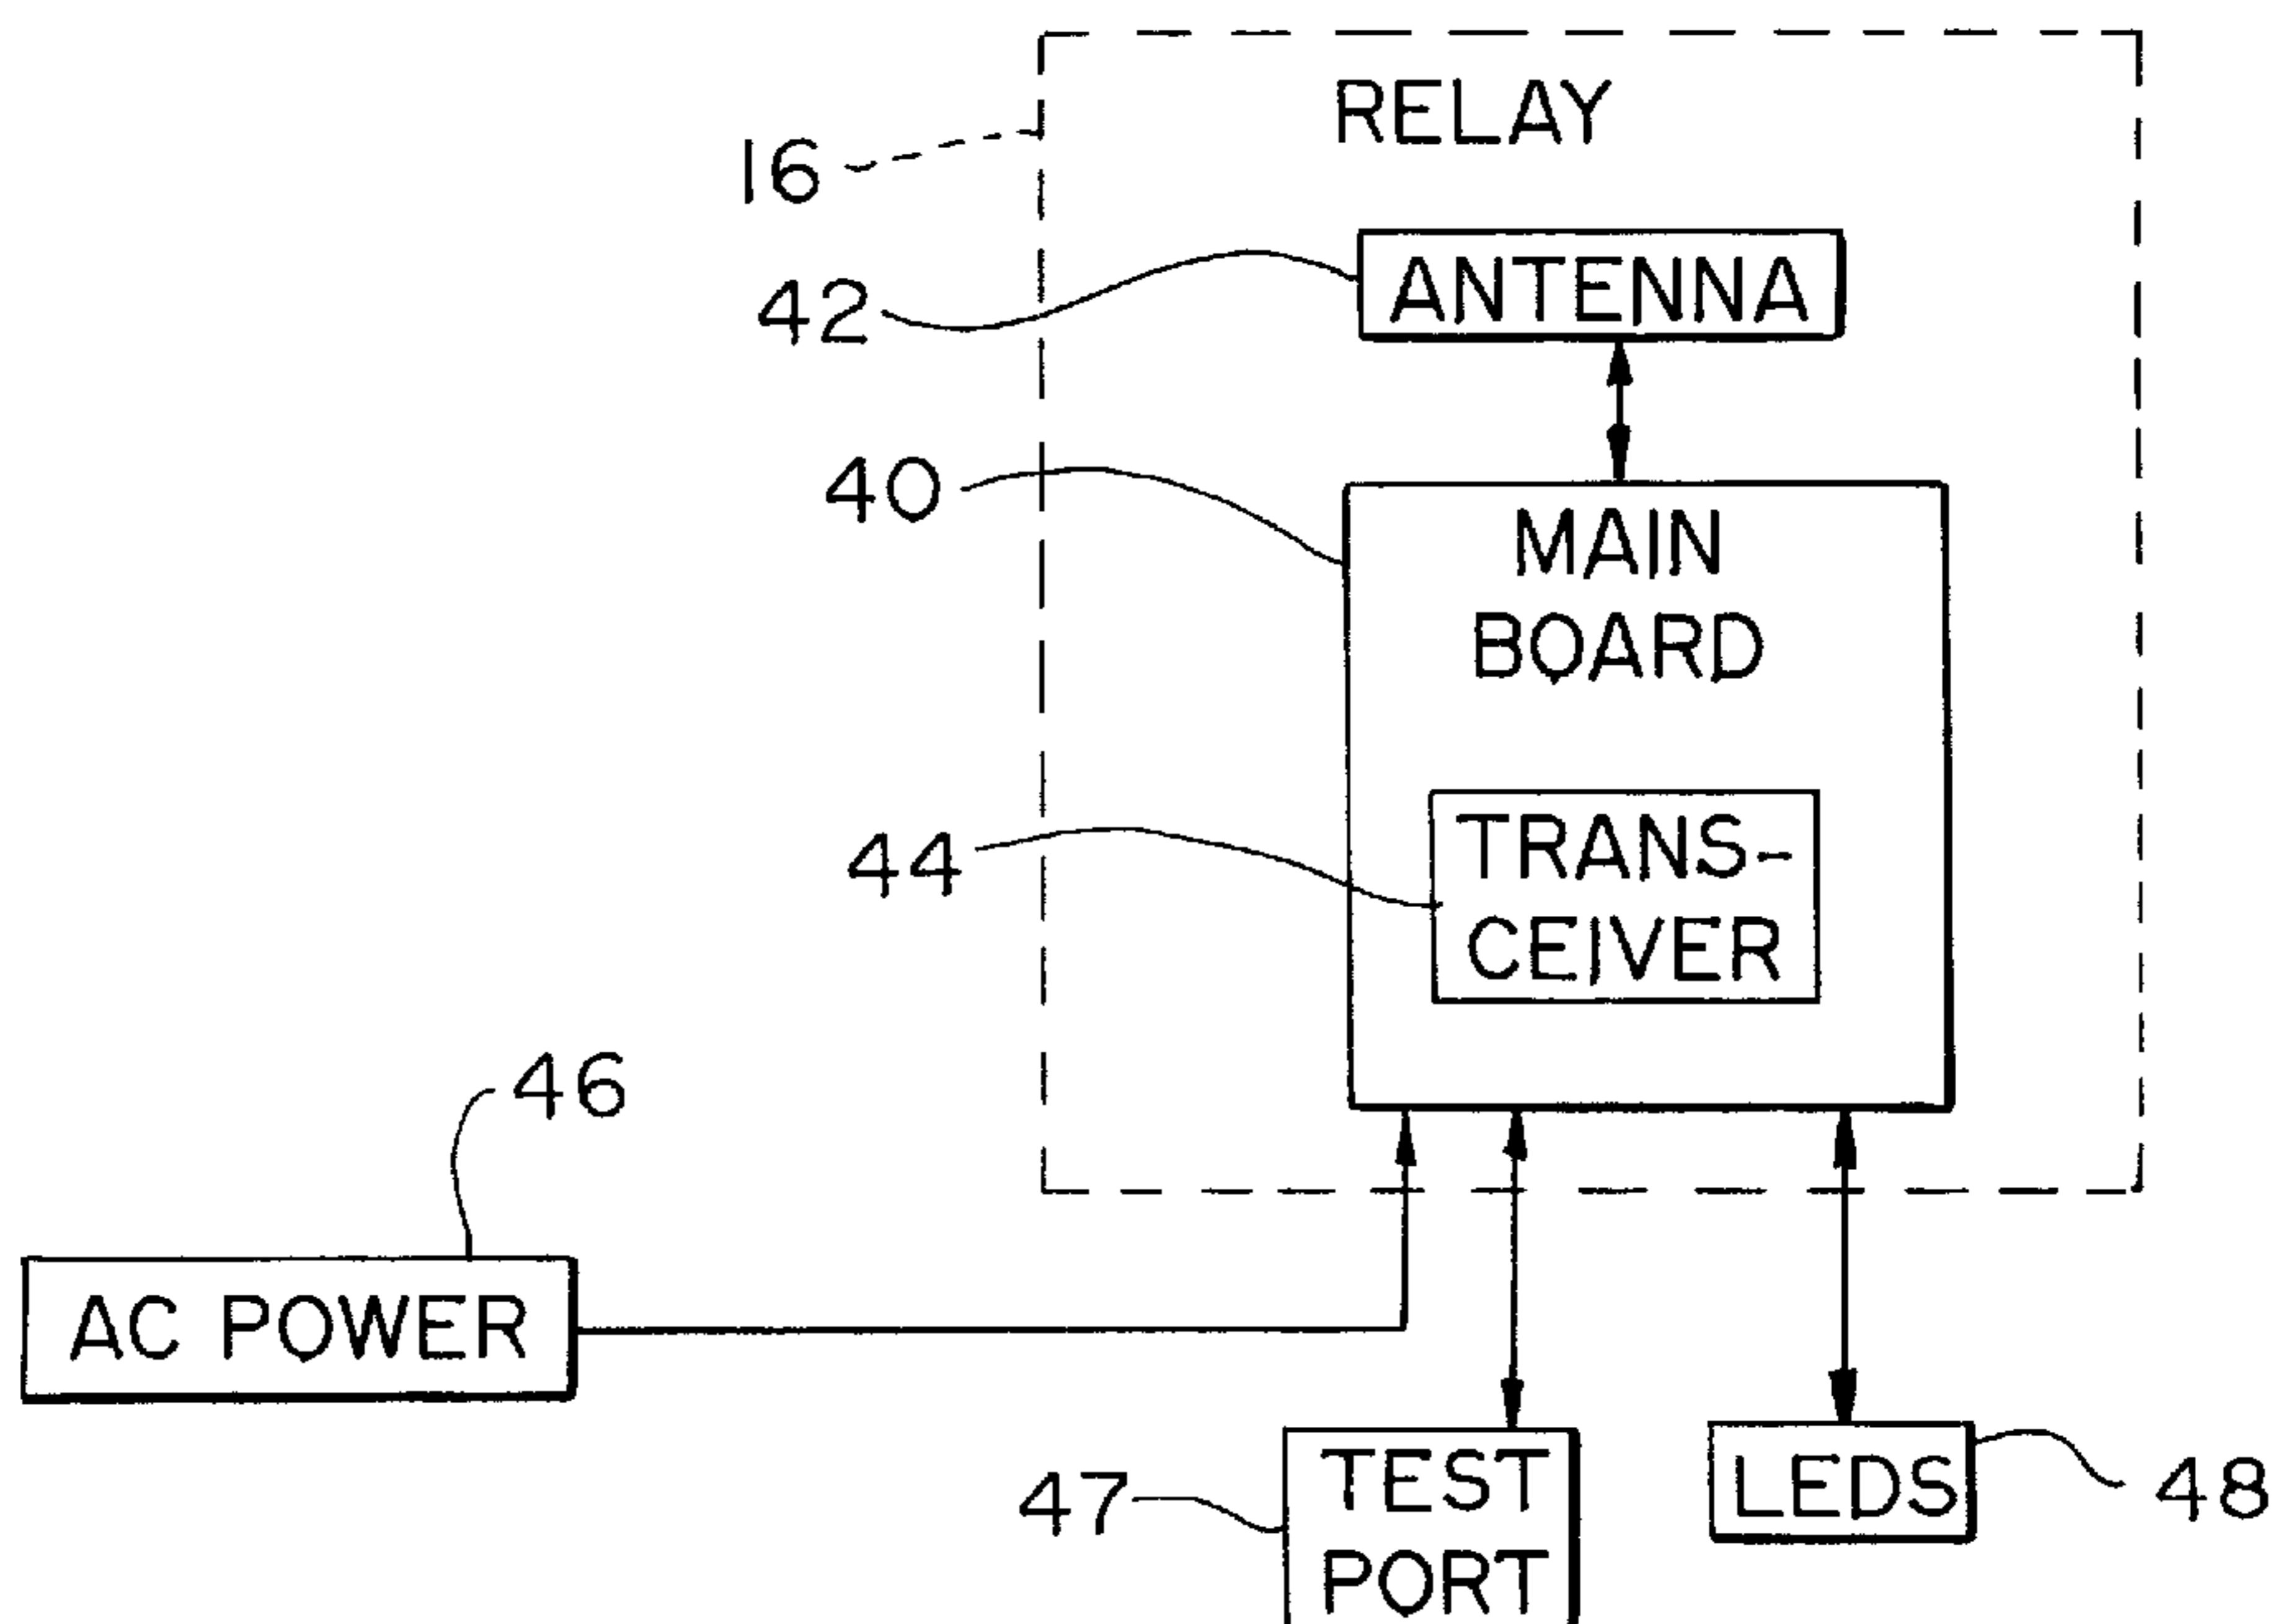 RELAY
16
ANTENNA
42
40
MAIN
BOARD
44
TRANS-
CEIVER
46
AC POWER
47
TEST
PORT
LEDS
48